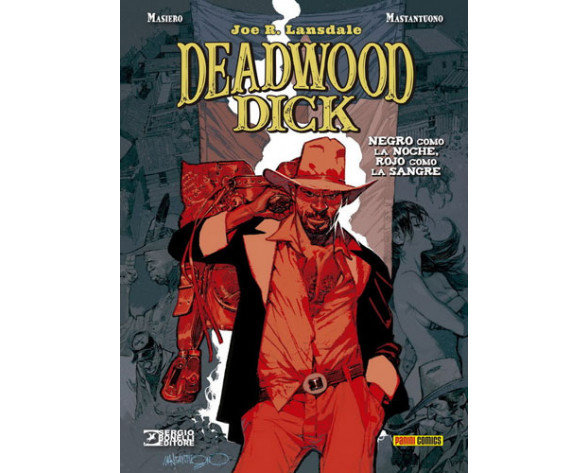 MASIERO
MASTANTUONO
Joe R. Lansdale
DEADWOOD
DICK
NEGRO COMO
LA NOCHE,
ROJO COMO
LA SANGRE
SERGIO
BONELLI
EDITORE
PANINI COMICS